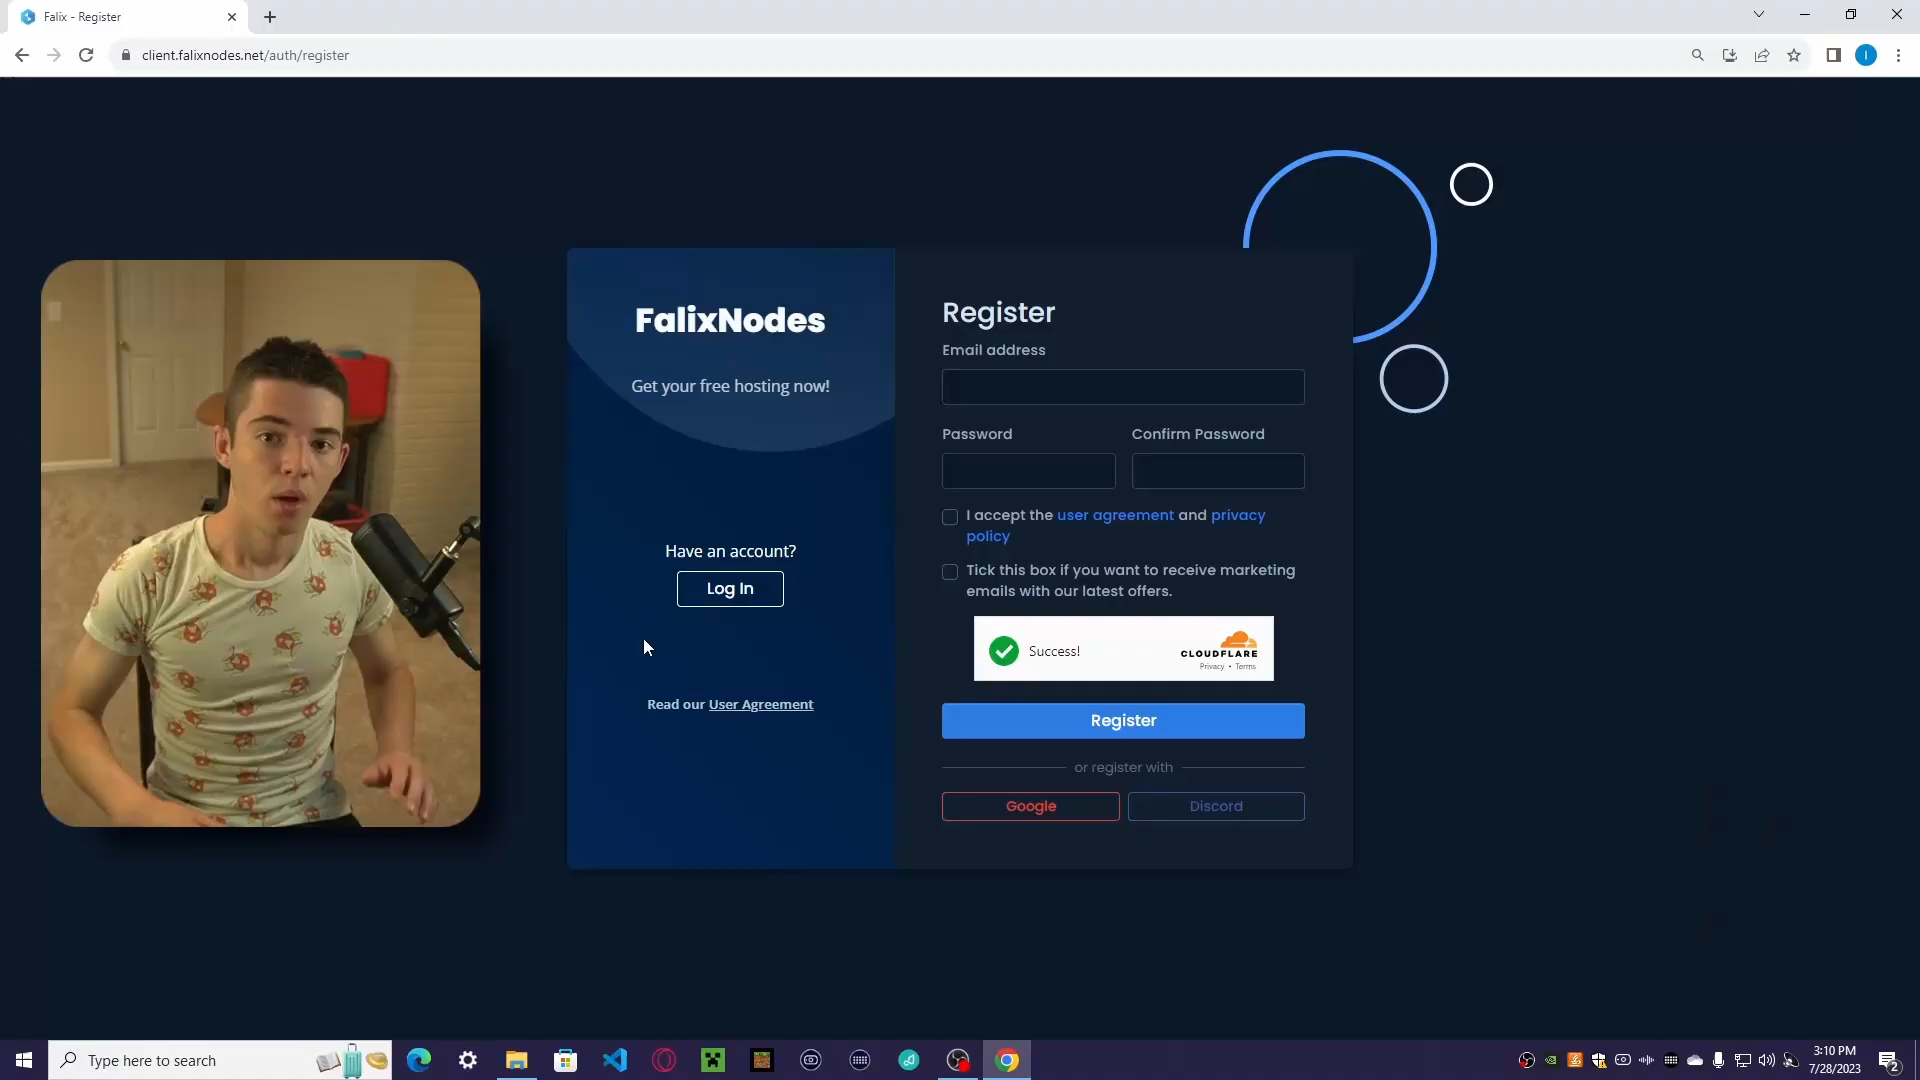 Falix - Register
client.falixnodes.net/auth/register
FalixNodes
Get your free hosting now!
Have an account?
Log In
Read our User Agreement
Register
Email address
Password
Confirm Password
I accept the user agreement and privacy
policy
Tick this box if you want to receive marketing
emails with our latest offers.
Success!
CLOUDFLARE
Privacy • Terms
Register
or register with
Google
Discord
Type here to search
3:10 PM
7/28/2023
2
I